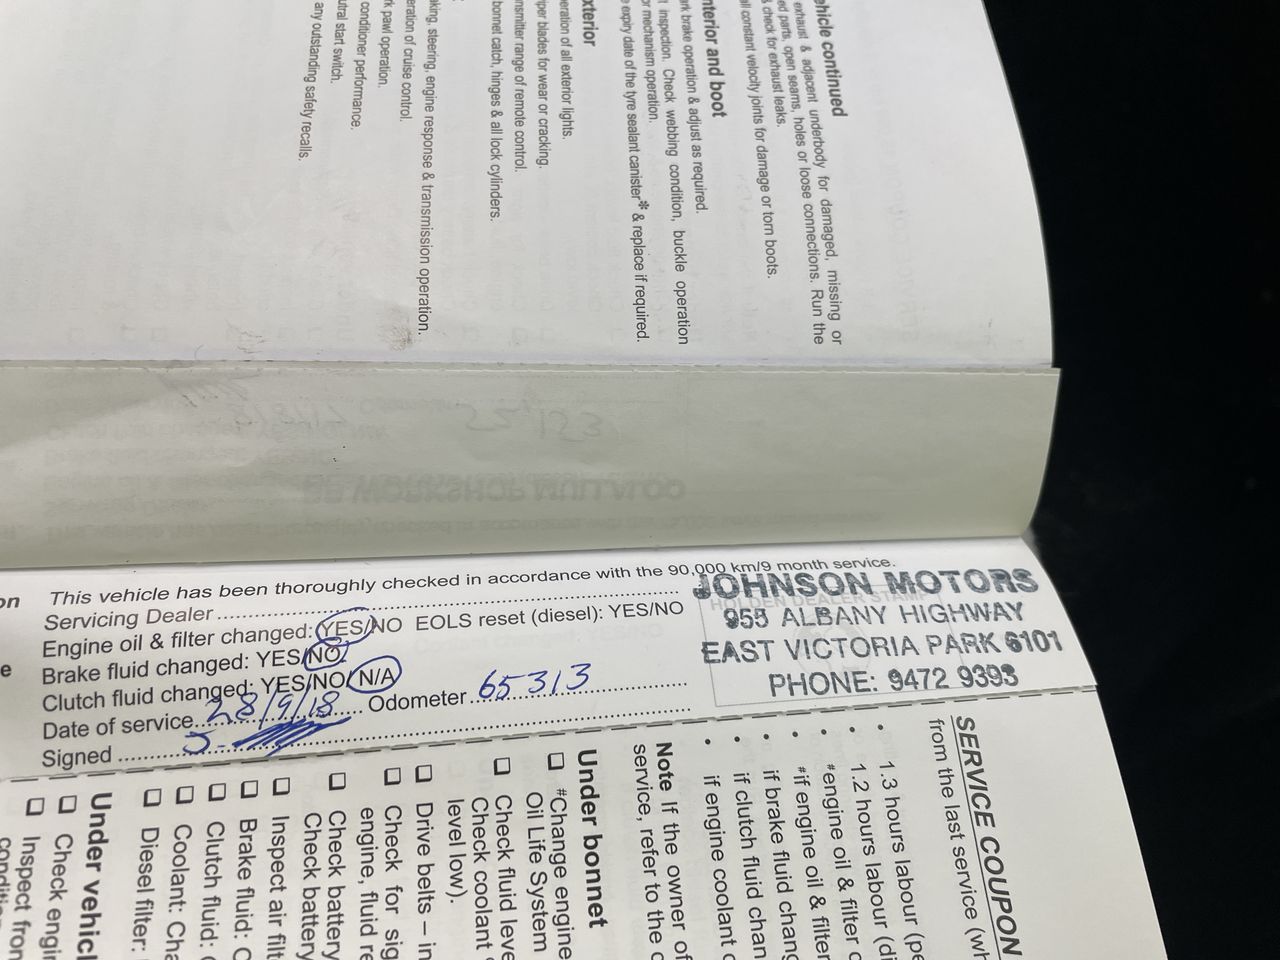 ehicle continued
exhaust & adjacent underbody for damaged, missing or
ed parts, open seams, holes or loose connections. Run the
& check for exhaust leaks.
all constant velocity joints for damage or torn boots.
nterior and boot
ark brake operation & adjust as required.
t inspection. Check webbing condition, buckle operation
or mechanism operation.
e expiry date of the tyre sealant canister* & replace if required.
xterior
eration of all exterior lights.
iper blades for wear or cracking.
nsmitter range of remote control.
bonnet catch, hinges & all lock cylinders.
king, steering, engine response & transmission operation.
eration of cruise control.
k pawl operation.
conditioner performance.
utral start switch.
any outstanding safety recalls.
This vehicle has been thoroughly checked in accordance with the 90,000 km/9 month service.
Servicing Dealer
Engine oil & filter changed: YES/NO EOLS reset (diesel): YES/NO
Brake fluid changed: YES/NO
Clutch fluid changed: YES/NO/N/A
Date of service 28/9/18 Odometer 65313
Signed
JOHNSON MOTORS
HOLDEN DEALER STAMP
955 ALBANY HIGHWAY
EAST VICTORIA PARK 6101
PHONE: 9472 9393
SERVICE COUPON
from the last service (wh
• 1.3 hours labour (pe
• 1.2 hours labour (di
• #engine oil & filter c
• #if engine oil & filter
• if brake fluid chang
• if clutch fluid chan
• if engine coolant c
Note If the owner of
service, refer to the c
Under bonnet
#Change engine
Oil Life System
Check fluid leve
Check coolant
level low).
Drive belts – in
Check for sig
engine, fluid re
Check battery
Check battery
Inspect air filt
Brake fluid: C
Clutch fluid:
Coolant: Cha
Diesel filter:
Under vehicl
Check engin
Inspect fron